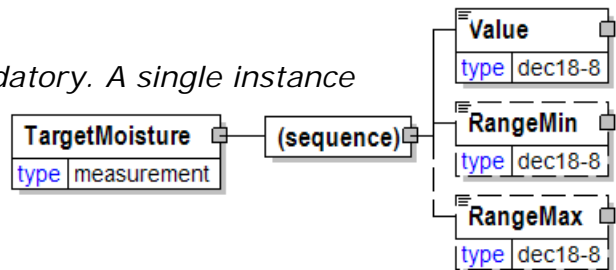 Value
type dec18-8
datory. A single instance
TargetMoisture
type measurement
(sequence)
RangeMin
type dec18-8
RangeMax
type dec18-8